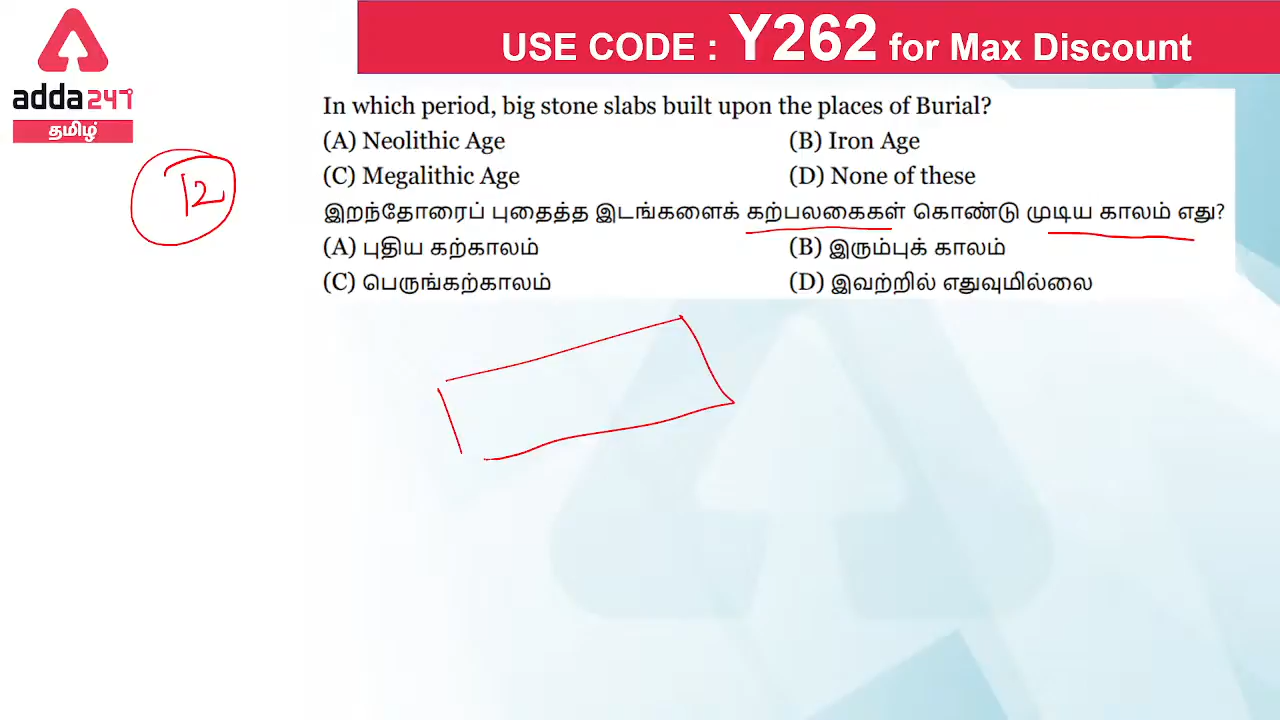 USE CODE : Y262 for Max Discount
adda247
தமிழ்
12
In which period, big stone slabs built upon the places of Burial?
(A) Neolithic Age (B) Iron Age
(C) Megalithic Age (D) None of these
இறந்தோரைப் புதைத்த இடங்களைக் கற்பலகைகள் கொண்டு முடிய காலம் எது?
(A) புதிய கற்காலம் (B) இரும்புக் காலம்
(C) பெருங்கற்காலம் (D) இவற்றில் எதுவுமில்லை